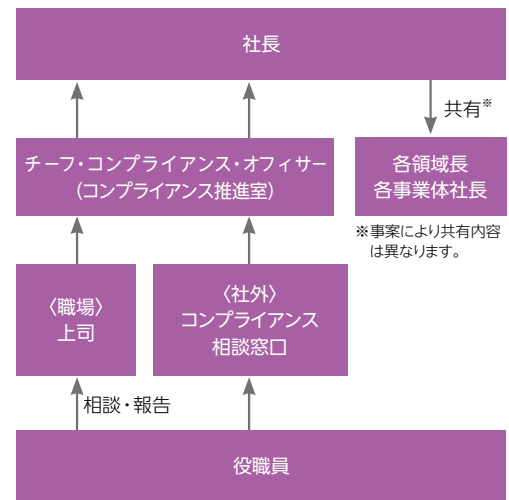 社長
共有※
チーフ・コンプライアンス・オフィサー
(コンプライアンス推進室)
各領域長
各事業体社長
※事案により共有内容
は異なります。
〈職場〉
上司
〈社外〉
コンプライアンス
相談窓口
相談・報告
役職員